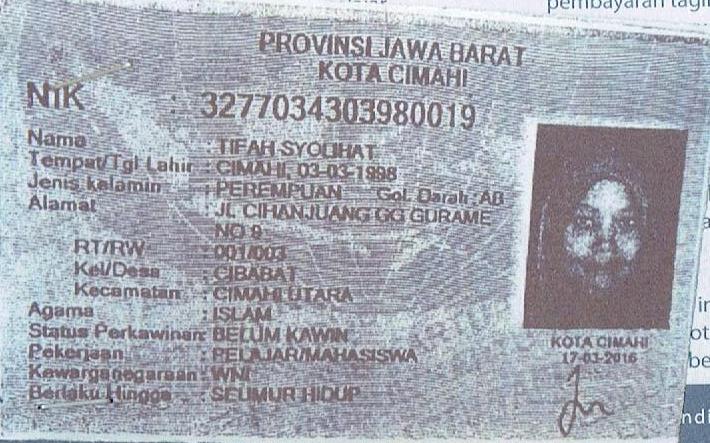 pembayaran tagi
PROVINSI JAWA BARAT
KOTA CIMAHI
NIK : 3277034303980019
Nama : TIFAH SYOLIHAT
Tempat/Tgl Lahir : CIMAHI, 03-03-1998
Jenis kelamin : PEREMPUAN Gol. Darah :AB
Alamat : JL CIHANJUANG GG GURAME
NO 9
RT/RW : 001/003
Kel/Desa : CIBABAT
Kecamatan : CIMAHI UTARA
Agama : ISLAM
Status Perkawinan: BELUM KAWIN
Pekerjaan : PELAJAR/MAHASISWA
Kewarganegaraan: WNI
Berlaku Hingga : SEUMUR HIDUP
KOTA CIMAHI
17-03-2016
in
ot
be
ndi